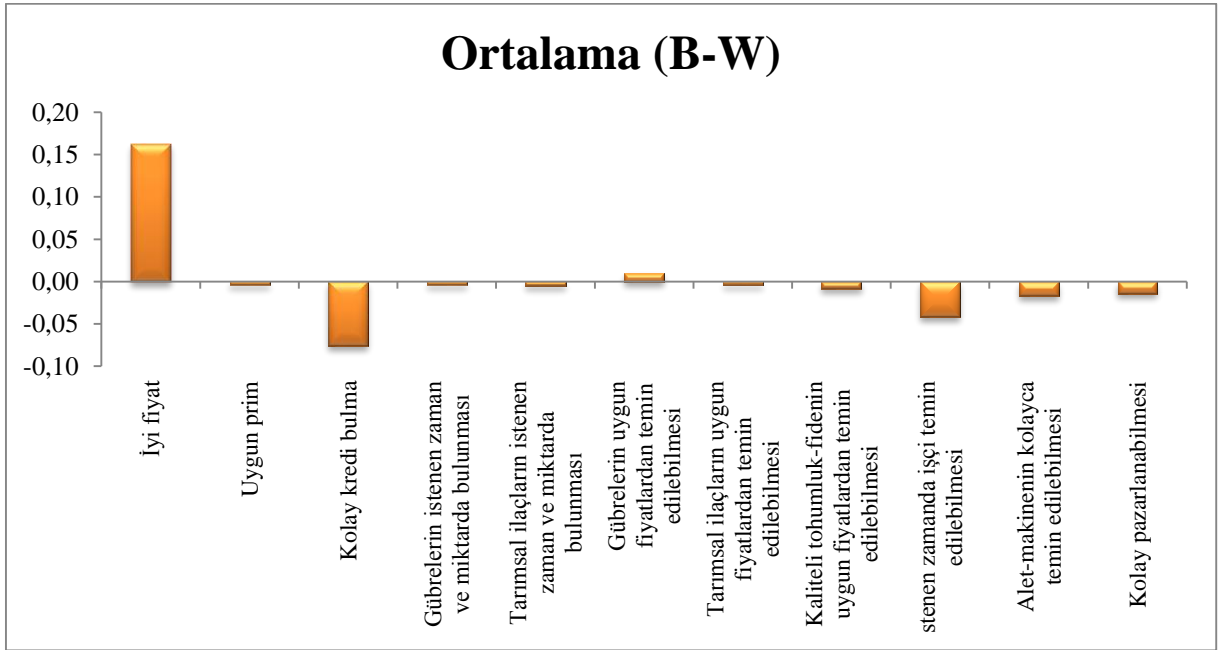 Ortalama (B-W)
0,20
0,15
0,10
0,05
0,00
-0,05
-0,10
İyi fiyat
Uygun prim
Kolay kredi bulma
Gübrelerin istenen zaman
ve miktarda bulunması
Tarımsal ilaçların istenen
zaman ve miktarda
bulunması
Gübrelerin uygun
fiyatlardan temin
edilebilmesi
Tarımsal ilaçların uygun
fiyatlardan temin
edilebilmesi
Kaliteli tohumluk-fidenin
uygun fiyatlardan temin
edilebilmesi
stenen zamanda işçi temin
edilebilmesi
Alet-makinenin kolayca
temin edilebilmesi
Kolay pazarlanabilmesi